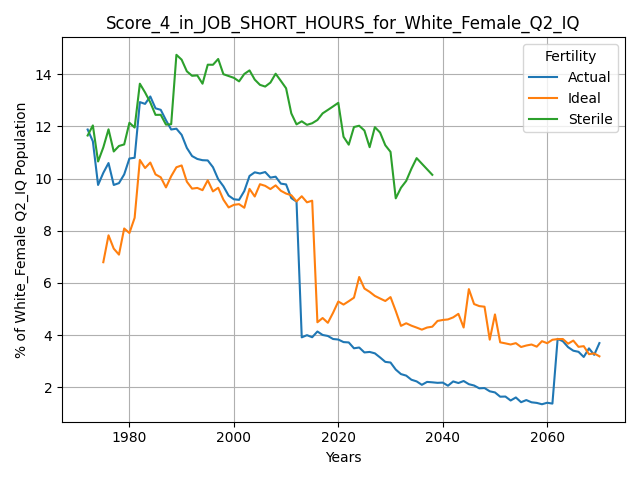 Score_4_in_JOB_SHORT_HOURS_for_White_Female_Q2_IQ
Fertility
Actual
Ideal
Sterile
% of White_Female Q2_IQ Population
14
12
10
8
6
4
2
1980
2000
2020
2040
2060
Years